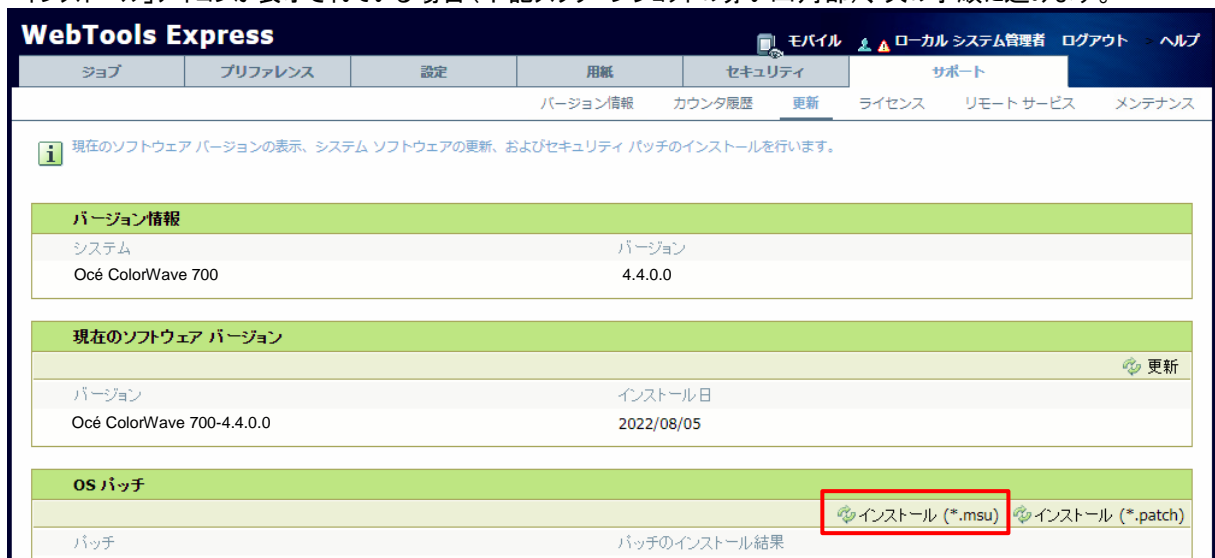 WebTools Express
モバイル ローカル システム管理者 ログアウト ヘルプ
ジョブ プリファレンス 設定 用紙 セキュリティ サポート
バージョン情報 カウンタ履歴 更新 ライセンス リモート サービス メンテナンス
現在のソフトウェア バージョンの表示、システム ソフトウェアの更新、およびセキュリティ パッチのインストールを行います。
バージョン情報
システム バージョン
Océ ColorWave 700 4.4.0.0
現在のソフトウェア バージョン
更新
バージョン インストール日
Océ ColorWave 700-4.4.0.0 2022/08/05
OS パッチ
インストール (*.msu) インストール (*.patch)
パッチ パッチのインストール結果